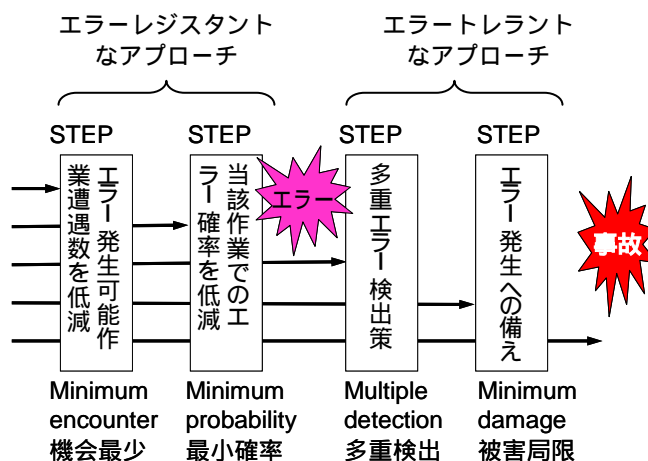 エラーレジスタント
なアプローチ
エラートレラント
なアプローチ
STEP
STEP
STEP
STEP
エラー発生可能作
業遭遇数を低減
当該作業でのエ
ラー確率を低減
エラー
多重エラー検出策
エラー発生への備え
事故
Minimum
encounter
機会最少
Minimum
probability
最小確率
Multiple
detection
多重検出
Minimum
damage
被害局限